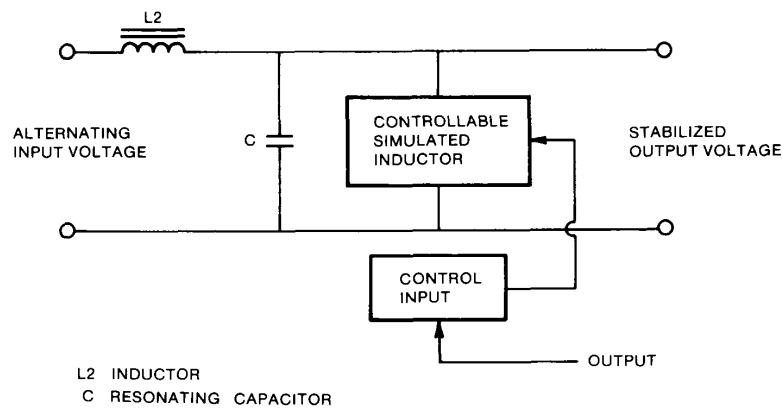 L2
ALTERNATING
INPUT VOLTAGE
C
CONTROLLABLE
SIMULATED
INDUCTOR
STABILIZED
OUTPUT VOLTAGE
CONTROL
INPUT
OUTPUT
L2 INDUCTOR
C RESONATING CAPACITOR